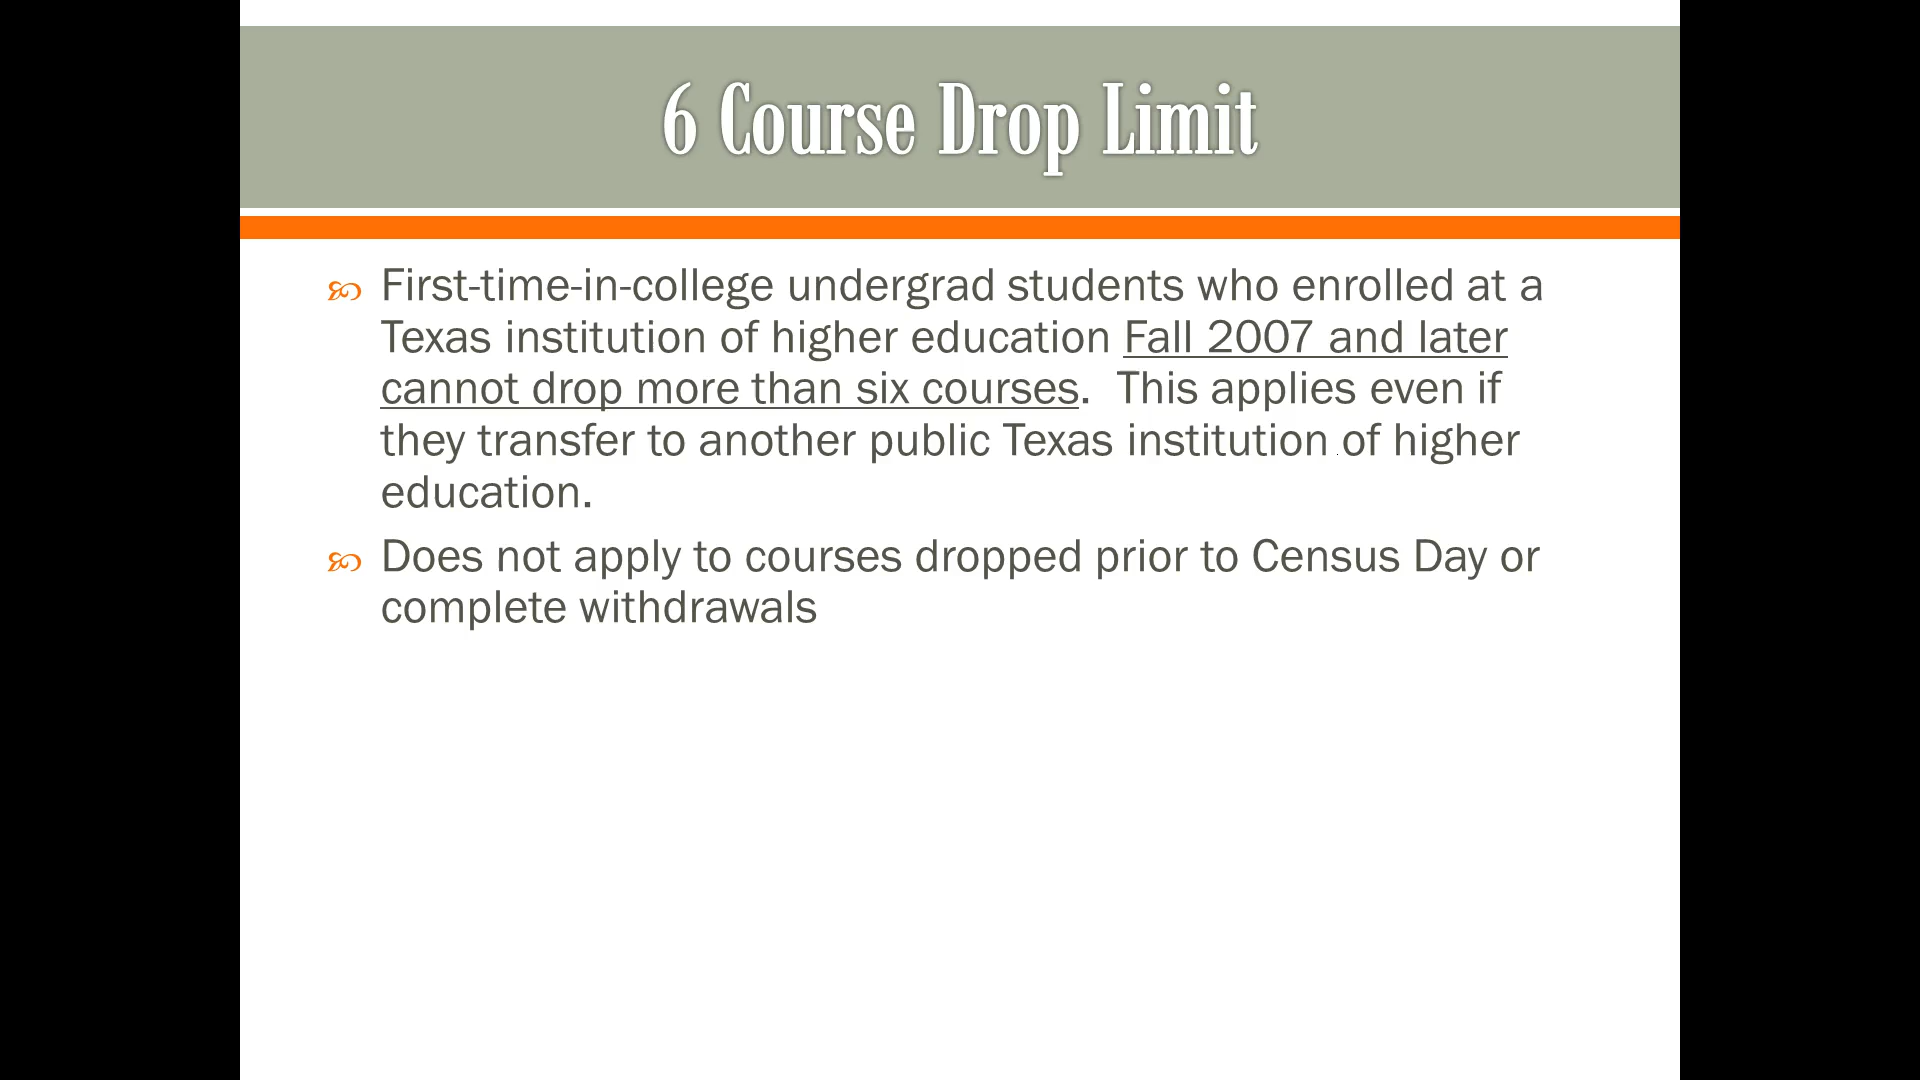 6 Course Drop Limit
First-time-in-college undergrad students who enrolled at a
Texas institution of higher education Fall 2007 and later
cannot drop more than six courses.  This applies even if
they transfer to another public Texas institution of higher
education.
Does not apply to courses dropped prior to Census Day or
complete withdrawals